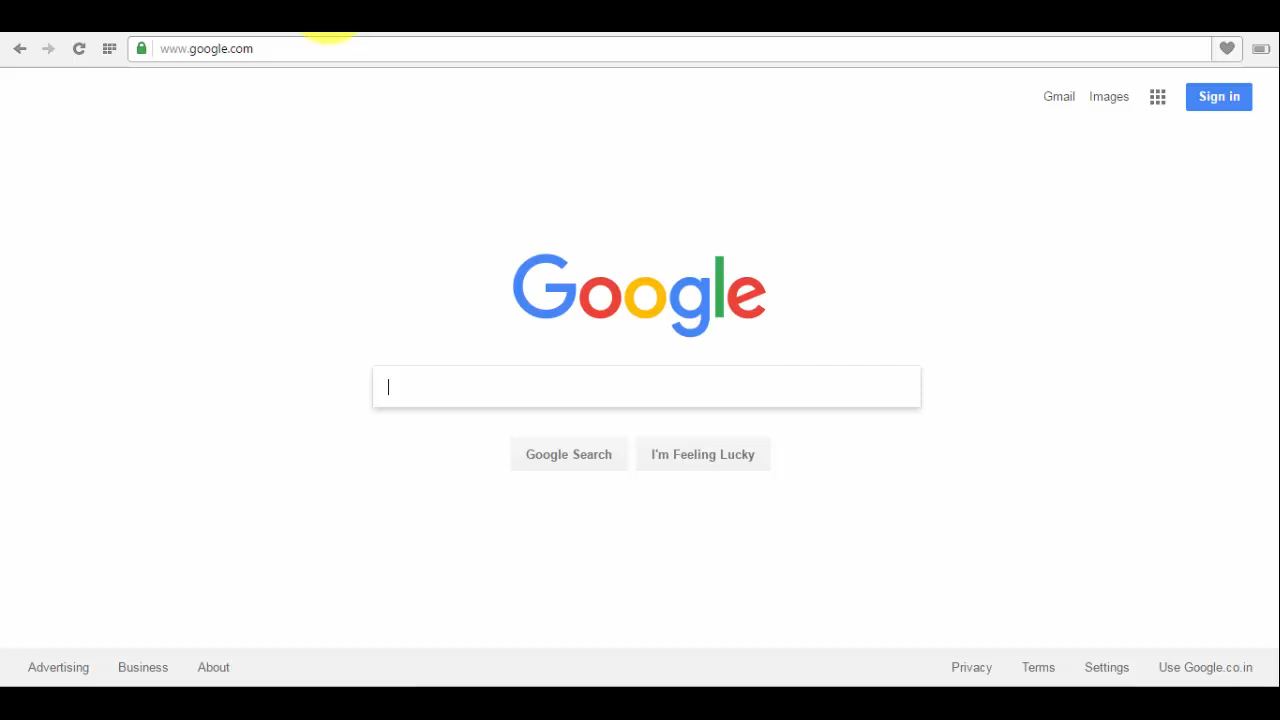 www.google.com
Gmail Images Sign in
Google
Google Search I'm Feeling Lucky
Advertising Business About Privacy Terms Settings Use Google.co.in